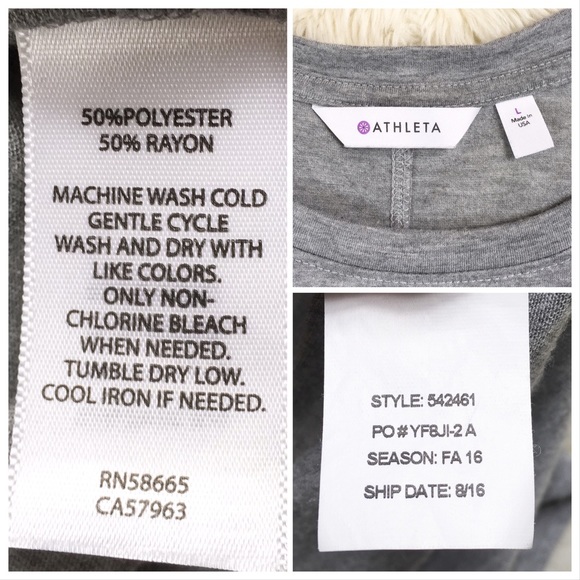 50%POLYESTER
50% RAYON
MACHINE WASH COLD
GENTLE CYCLE
WASH AND DRY WITH
LIKE COLORS.
ONLY NON-
CHLORINE BLEACH
WHEN NEEDED.
TUMBLE DRY LOW.
COOL IRON IF NEEDED.
RN58665
CA57963
ATHLETA
L
Made in
USA
STYLE: 542461
PO # YF8JI-2 A
SEASON: FA 16
SHIP DATE: 8/16